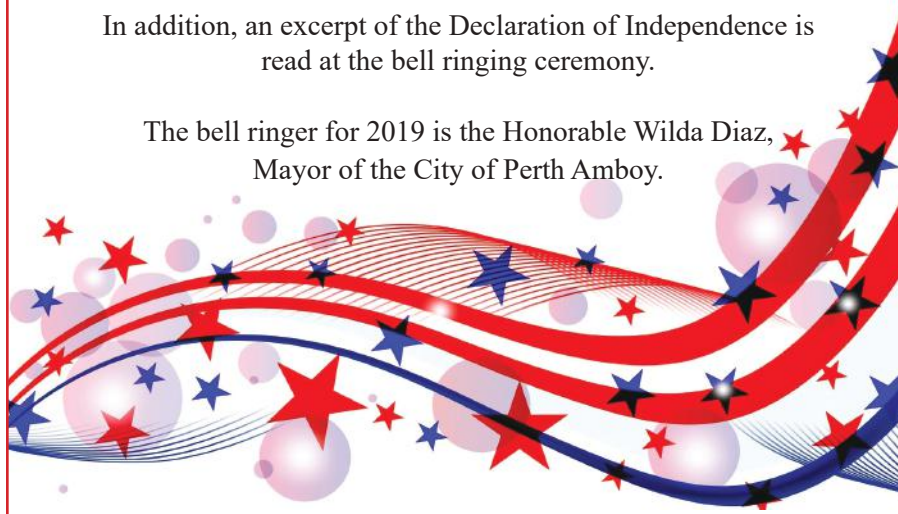 In addition, an excerpt of the Declaration of Independence is
read at the bell ringing ceremony.
The bell ringer for 2019 is the Honorable Wilda Diaz,
Mayor of the City of Perth Amboy.